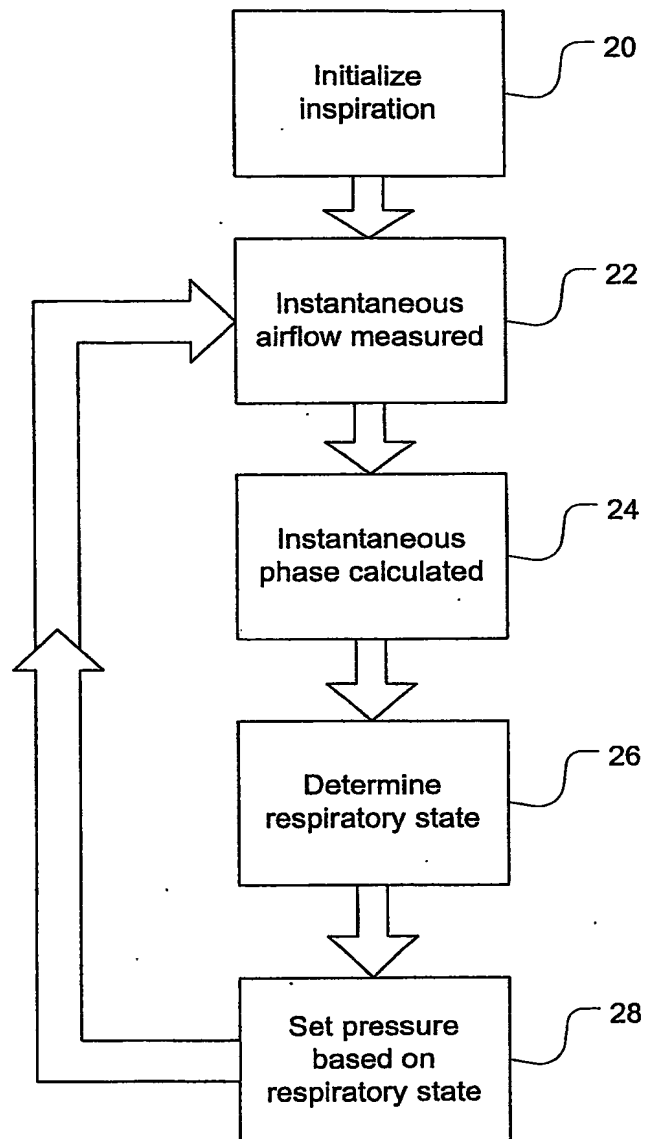 Initialize
inspiration
20
Instantaneous
airflow measured
22
Instantaneous
phase calculated
24
Determine
respiratory state
26
Set pressure
based on
respiratory state
28